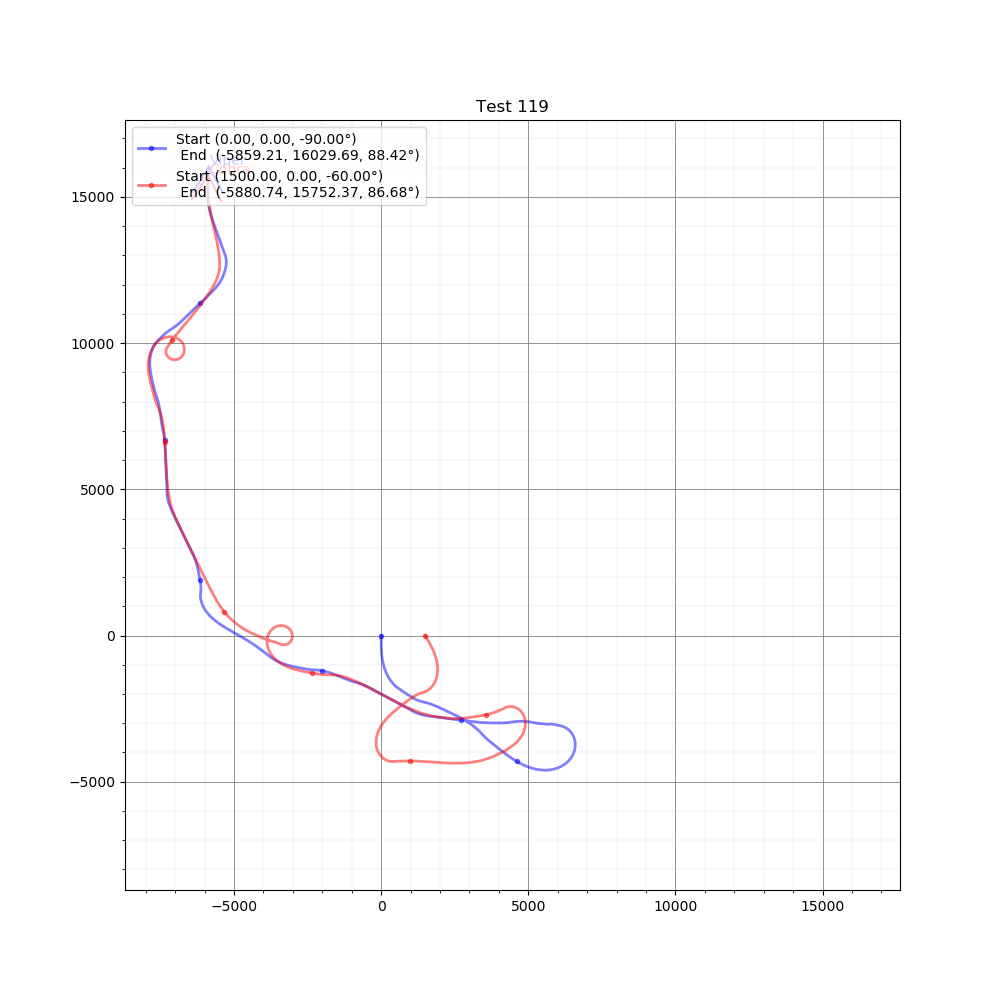 Test 119
Start (0.00, 0.00, -90.00°)
End  (-5859.21, 16029.69, 88.42°)
Start (1500.00, 0.00, -60.00°)
End  (-5880.74, 15752.37, 86.68°)
15000
10000
5000
0
−5000
−5000
0
5000
10000
15000